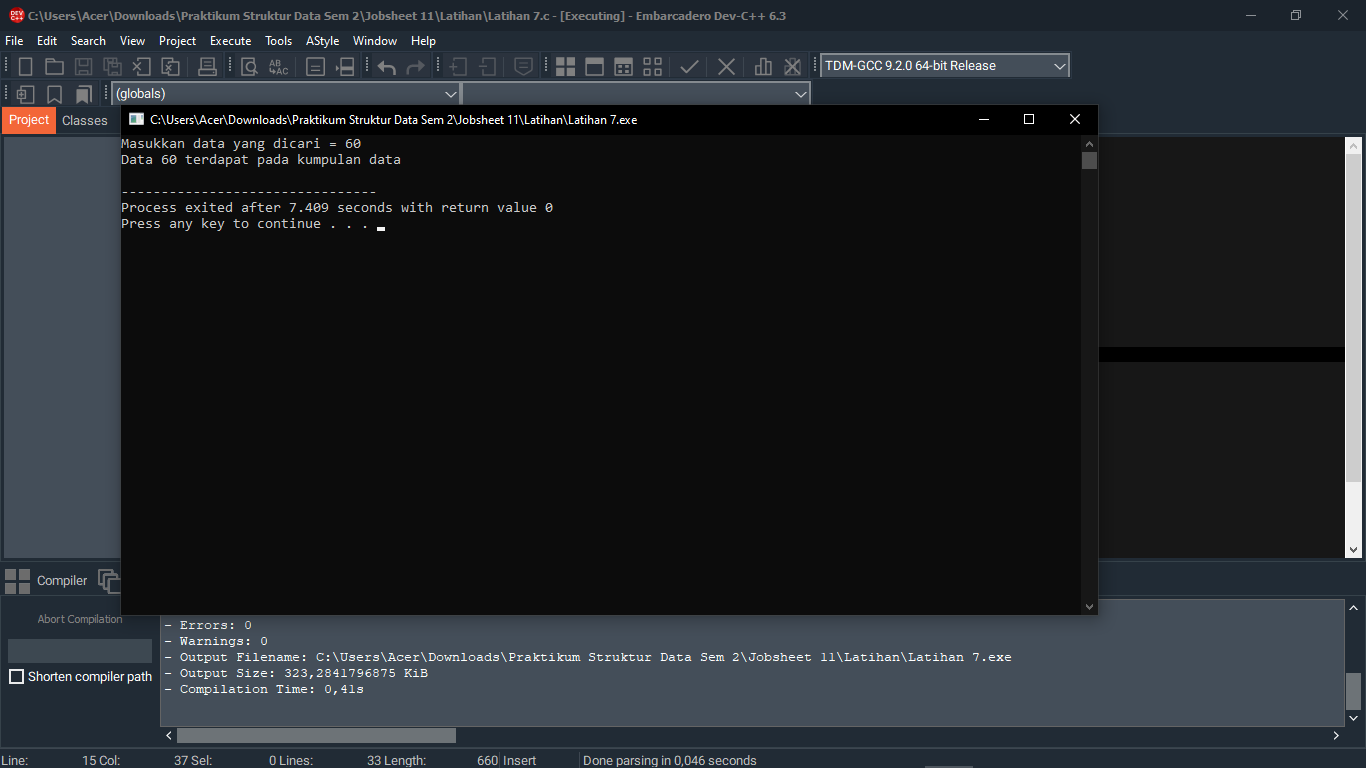 C:\Users\Acer\Downloads\Praktikum Struktur Data Sem 2\Jobsheet 11\Latihan\Latihan 7.c - [Executing] - Embarcadero Dev-C++ 6.3
File Edit Search View Project Execute Tools AStyle Window Help
TDM-GCC 9.2.0 64-bit Release
(globals)
Project Classes
C:\Users\Acer\Downloads\Praktikum Struktur Data Sem 2\Jobsheet 11\Latihan\Latihan 7.exe
Masukkan data yang dicari = 60
Data 60 terdapat pada kumpulan data
--------------------------------
Process exited after 7.409 seconds with return value 0
Press any key to continue . . .
Compiler
Abort Compilation
Shorten compiler path
- Errors: 0
- Warnings: 0
- Output Filename: C:\Users\Acer\Downloads\Praktikum Struktur Data Sem 2\Jobsheet 11\Latihan\Latihan 7.exe
- Output Size: 323,2841796875 KiB
- Compilation Time: 0,41s
Line: 15 Col: 37 Sel: 0 Lines: 33 Length: 660 Insert Done parsing in 0,046 seconds